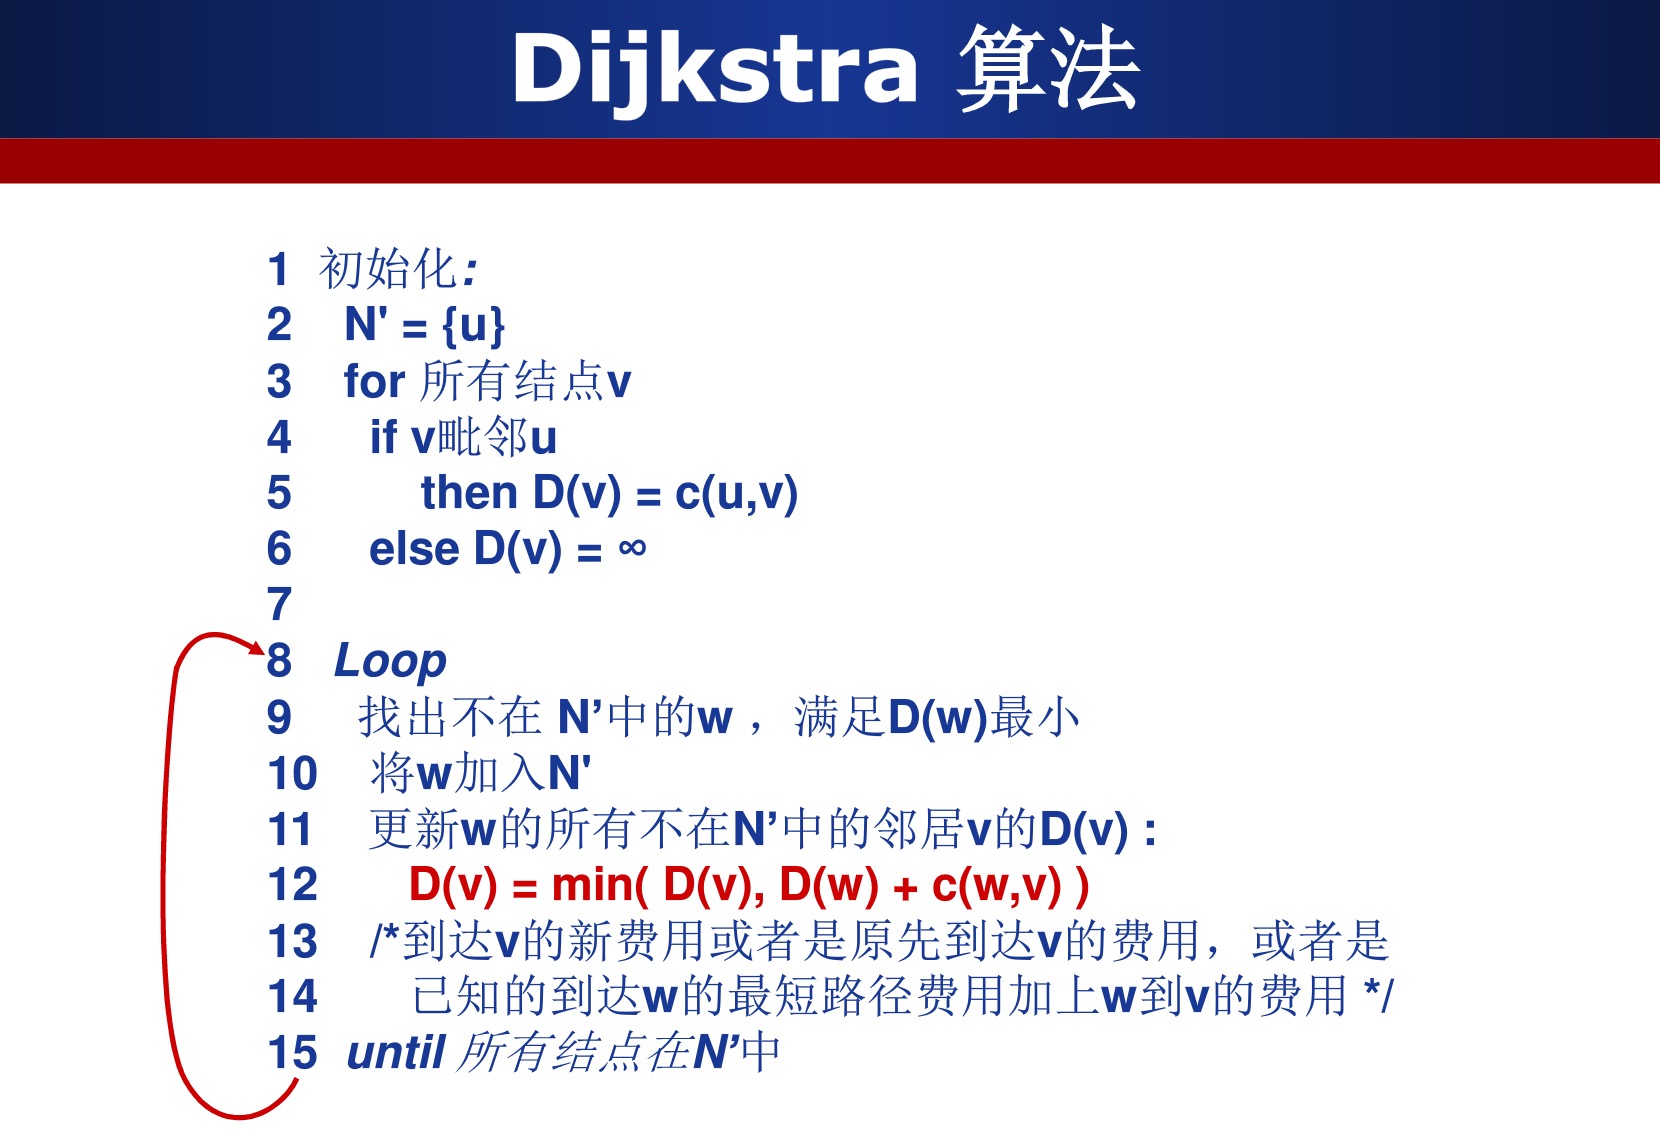 Dijkstra 算法
1 初始化:
2 N' = {u}
3 for 所有结点v
4 if v毗邻u
5 then D(v) = c(u,v)
6 else D(v) = ∞
7
8 Loop
9 找出不在 N’中的w ，满足D(w)最小
10 将w加入N'
11 更新w的所有不在N’中的邻居v的D(v) :
12 D(v) = min( D(v), D(w) + c(w,v) )
13 /*到达v的新费用或者是原先到达v的费用，或者是
14 已知的到达w的最短路径费用加上w到v的费用 */
15 until 所有结点在N’中